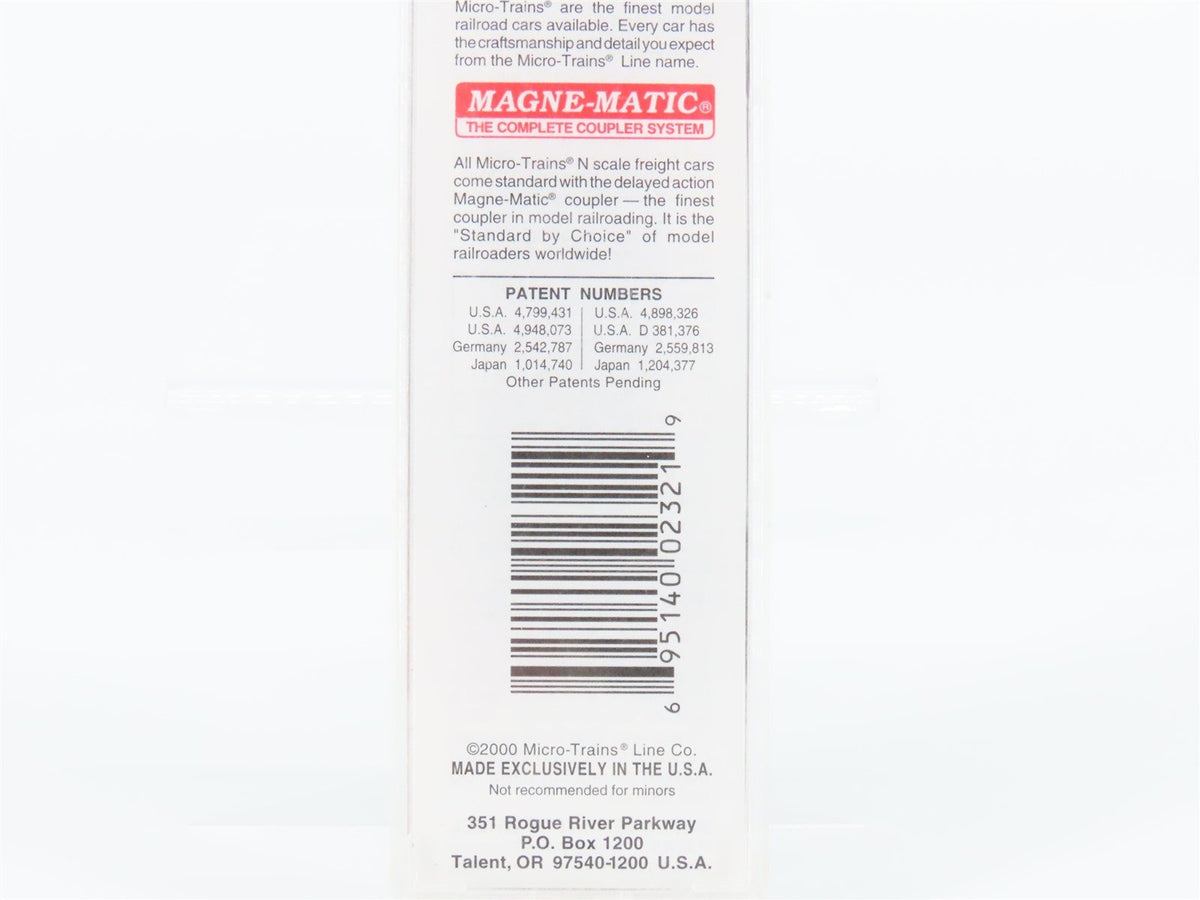 Micro-Trains® are the finest model
railroad cars available. Every car has
the craftsmanship and detail you expect
from the Micro-Trains® Line name.
MAGNE-MATIC®
THE COMPLETE COUPLER SYSTEM
All Micro-Trains® N scale freight cars
come standard with the delayed action
Magne-Matic® coupler — the finest
coupler in model railroading. It is the
"Standard by Choice" of model
railroaders worldwide!
PATENT NUMBERS
U.S.A. 4,799,431 | U.S.A. 4,898,326
U.S.A. 4,948,073 | U.S.A. D 381,376
Germany 2,542,787 | Germany 2,559,813
Japan 1,014,740 | Japan 1,204,377
Other Patents Pending
6 95140 02321 9
©2000 Micro-Trains® Line Co.
MADE EXCLUSIVELY IN THE U.S.A.
Not recommended for minors
351 Rogue River Parkway
P.O. Box 1200
Talent, OR 97540-1200 U.S.A.